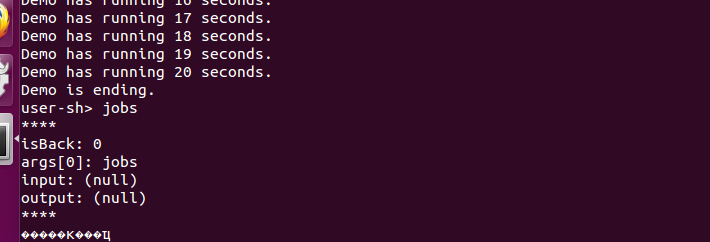 Demo has running 16 seconds.
Demo has running 17 seconds.
Demo has running 18 seconds.
Demo has running 19 seconds.
Demo has running 20 seconds.
Demo is ending.
user-sh> jobs
****
isBack: 0
args[0]: jobs
input: (null)
output: (null)
****
�����K���ҵ